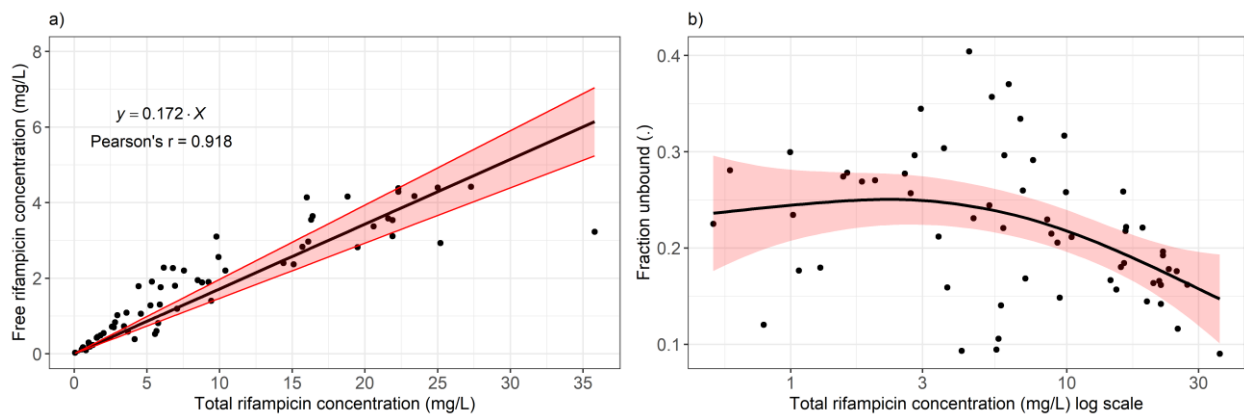 a)
Free rifampicin concentration (mg/L)
8
6
4
2
0
y = 0.172 · X
Pearson's r = 0.918
0 5 10 15 20 25 30 35
Total rifampicin concentration (mg/L)
b)
Fraction unbound (.)
0.4
0.3
0.2
0.1
1 3 10 30
Total rifampicin concentration (mg/L) log scale